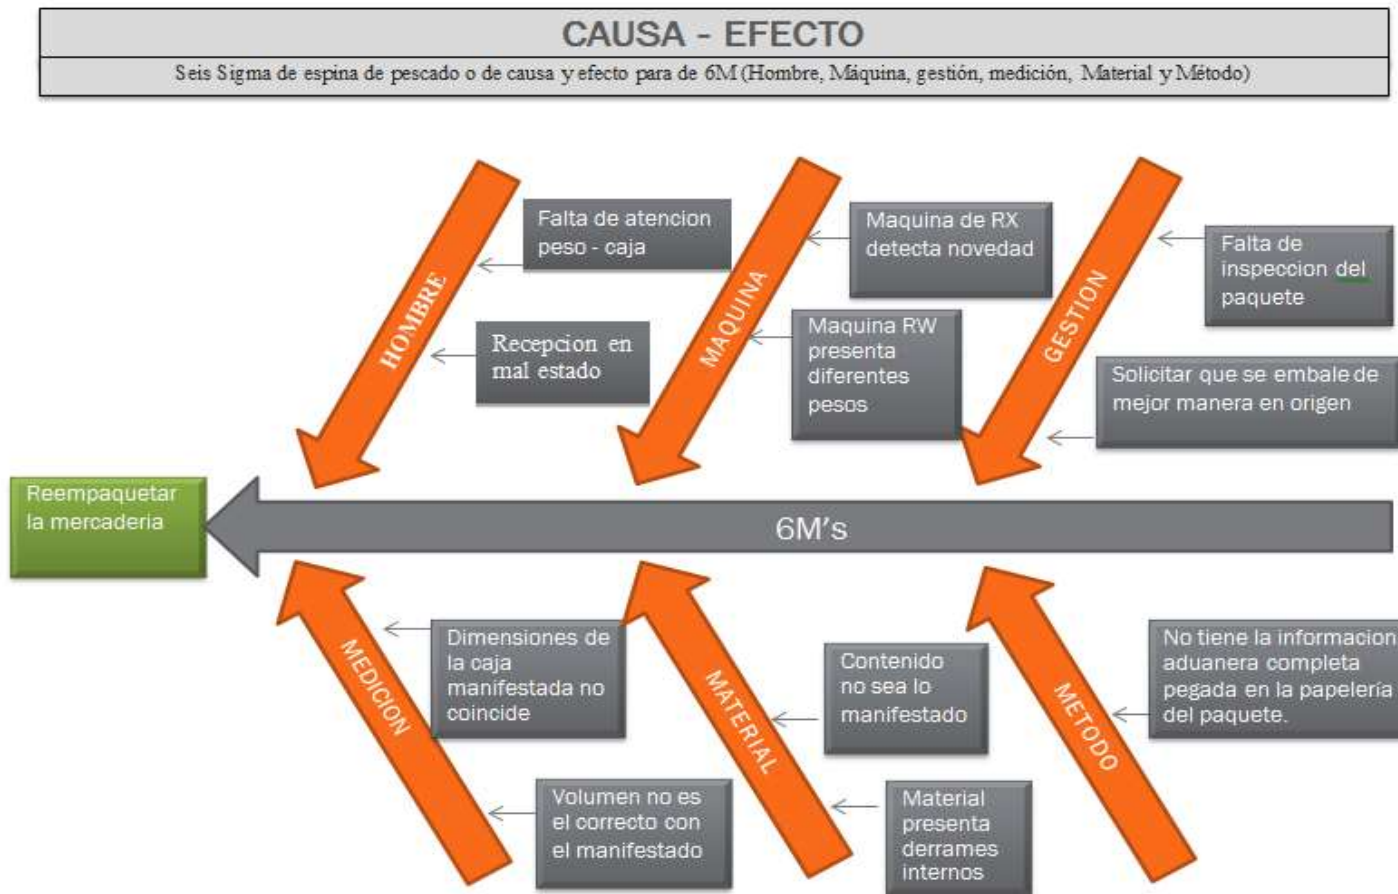 CAUSA - EFECTO
Seis Sigma de espina de pescado o de causa y efecto para de 6M (Hombre, Máquina, gestión, medición, Material y Método)
HOMBRE
Falta de atencion
peso - caja
Recepcion en
mal estado
MAQUINA
Maquina de RX
detecta novedad
Maquina RW
presenta
diferentes
pesos
GESTION
Falta de
inspeccion del
paquete
Solicitar que se embale de
mejor manera en origen
Reempaquetar
la mercaderia
6M's
MEDICION
Dimensiones de
la caja
manifestada no
coincide
Volumen no es
el correcto con
el manifestado
MATERIAL
Contenido
no sea lo
manifestado
Material
presenta
derrames
internos
METODO
No tiene la informacion
aduanera completa
pegada en la papelería
del paquete.